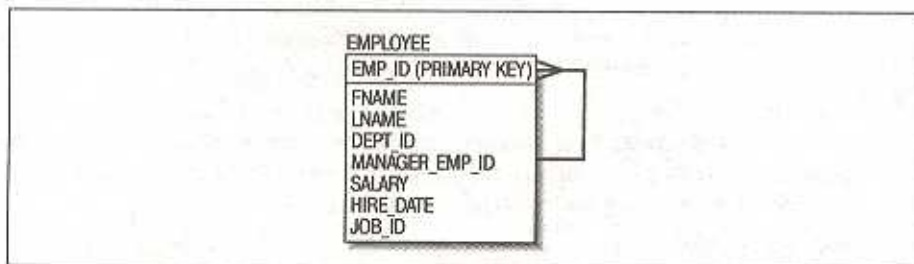 EMPLOYEE
EMP_ID (PRIMARY KEY)
FNAME
LNAME
DEPT_ID
MANAGER_EMP_ID
SALARY
HIRE_DATE
JOB_ID